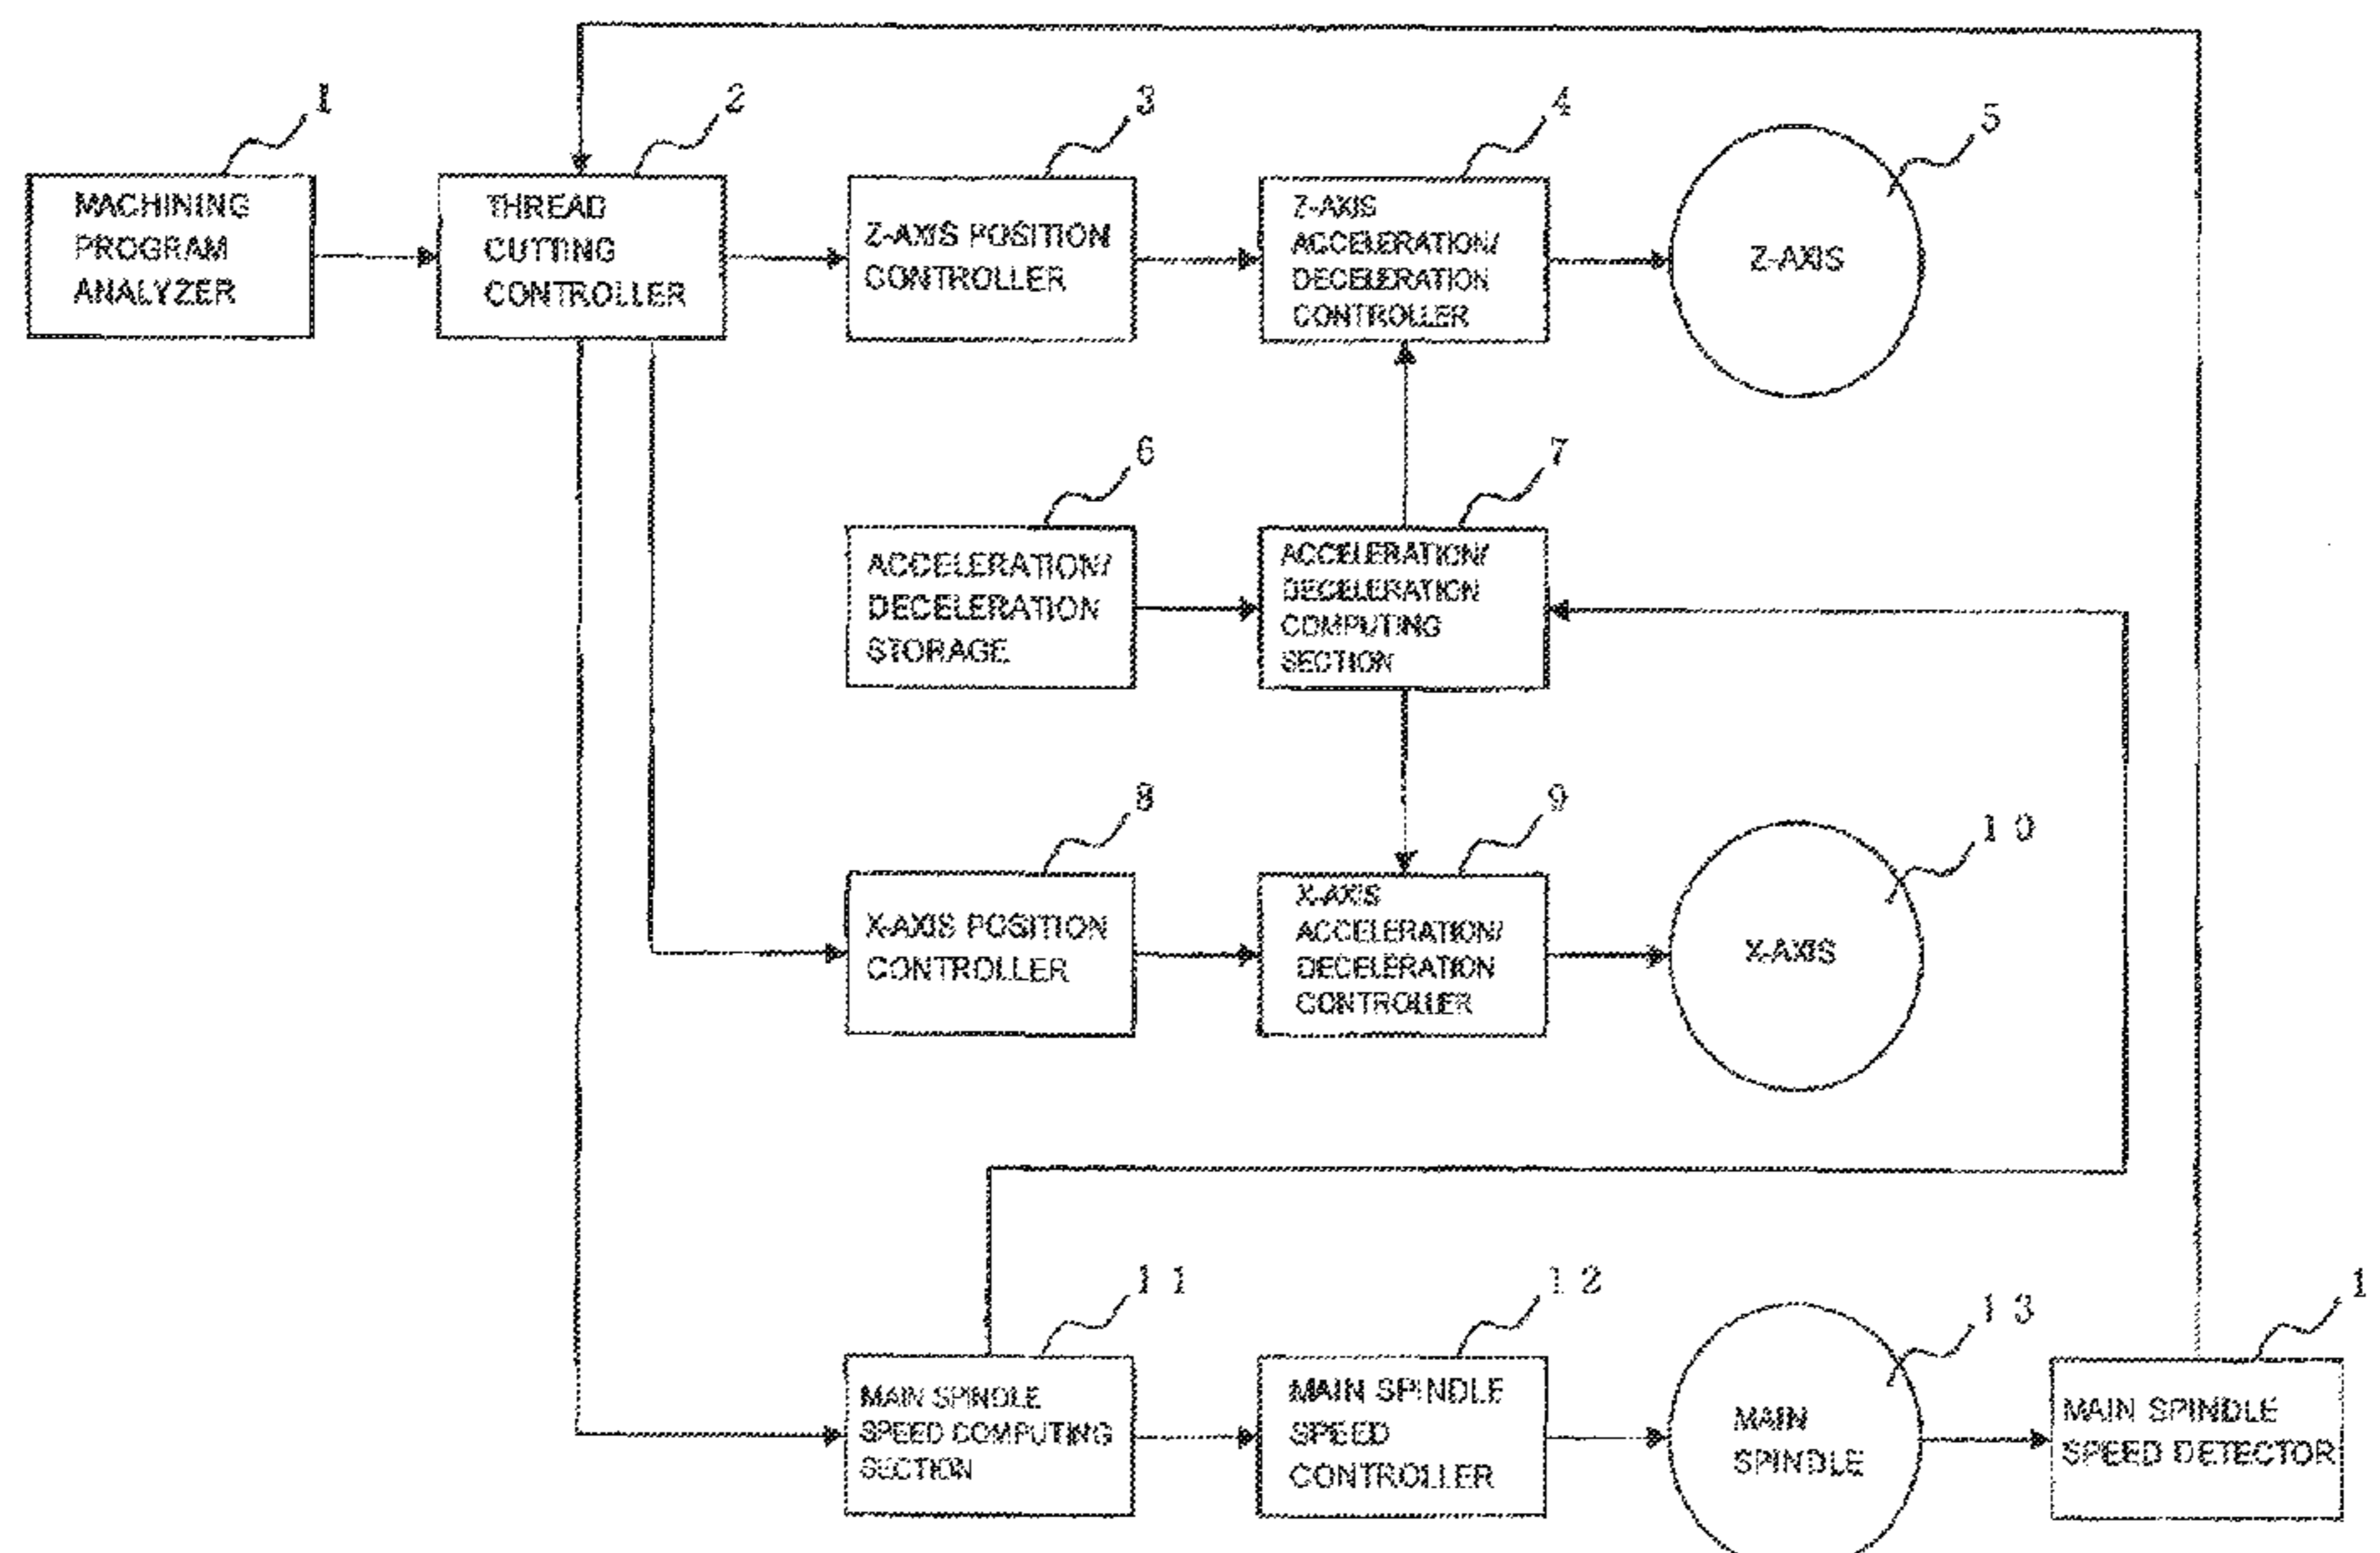 1
MACHINING
PROGRAM
ANALYZER
2
THREAD
CUTTING
CONTROLLER
3
Z-AXIS POSITION
CONTROLLER
4
Z-AXIS
ACCELERATION/
DECELERATION
CONTROLLER
5
Z-AXIS
6
ACCELERATION/
DECELERATION
STORAGE
7
ACCELERATION/
DECELERATION
COMPUTING
SECTION
8
X-AXIS POSITION
CONTROLLER
9
X-AXIS
ACCELERATION/
DECELERATION
CONTROLLER
10
X-AXIS
11
MAIN SPINDLE
SPEED COMPUTING
SECTION
12
MAIN SPINDLE
SPEED
CONTROLLER
13
MAIN
SPINDLE
1
MAIN SPINDLE
SPEED DETECTOR